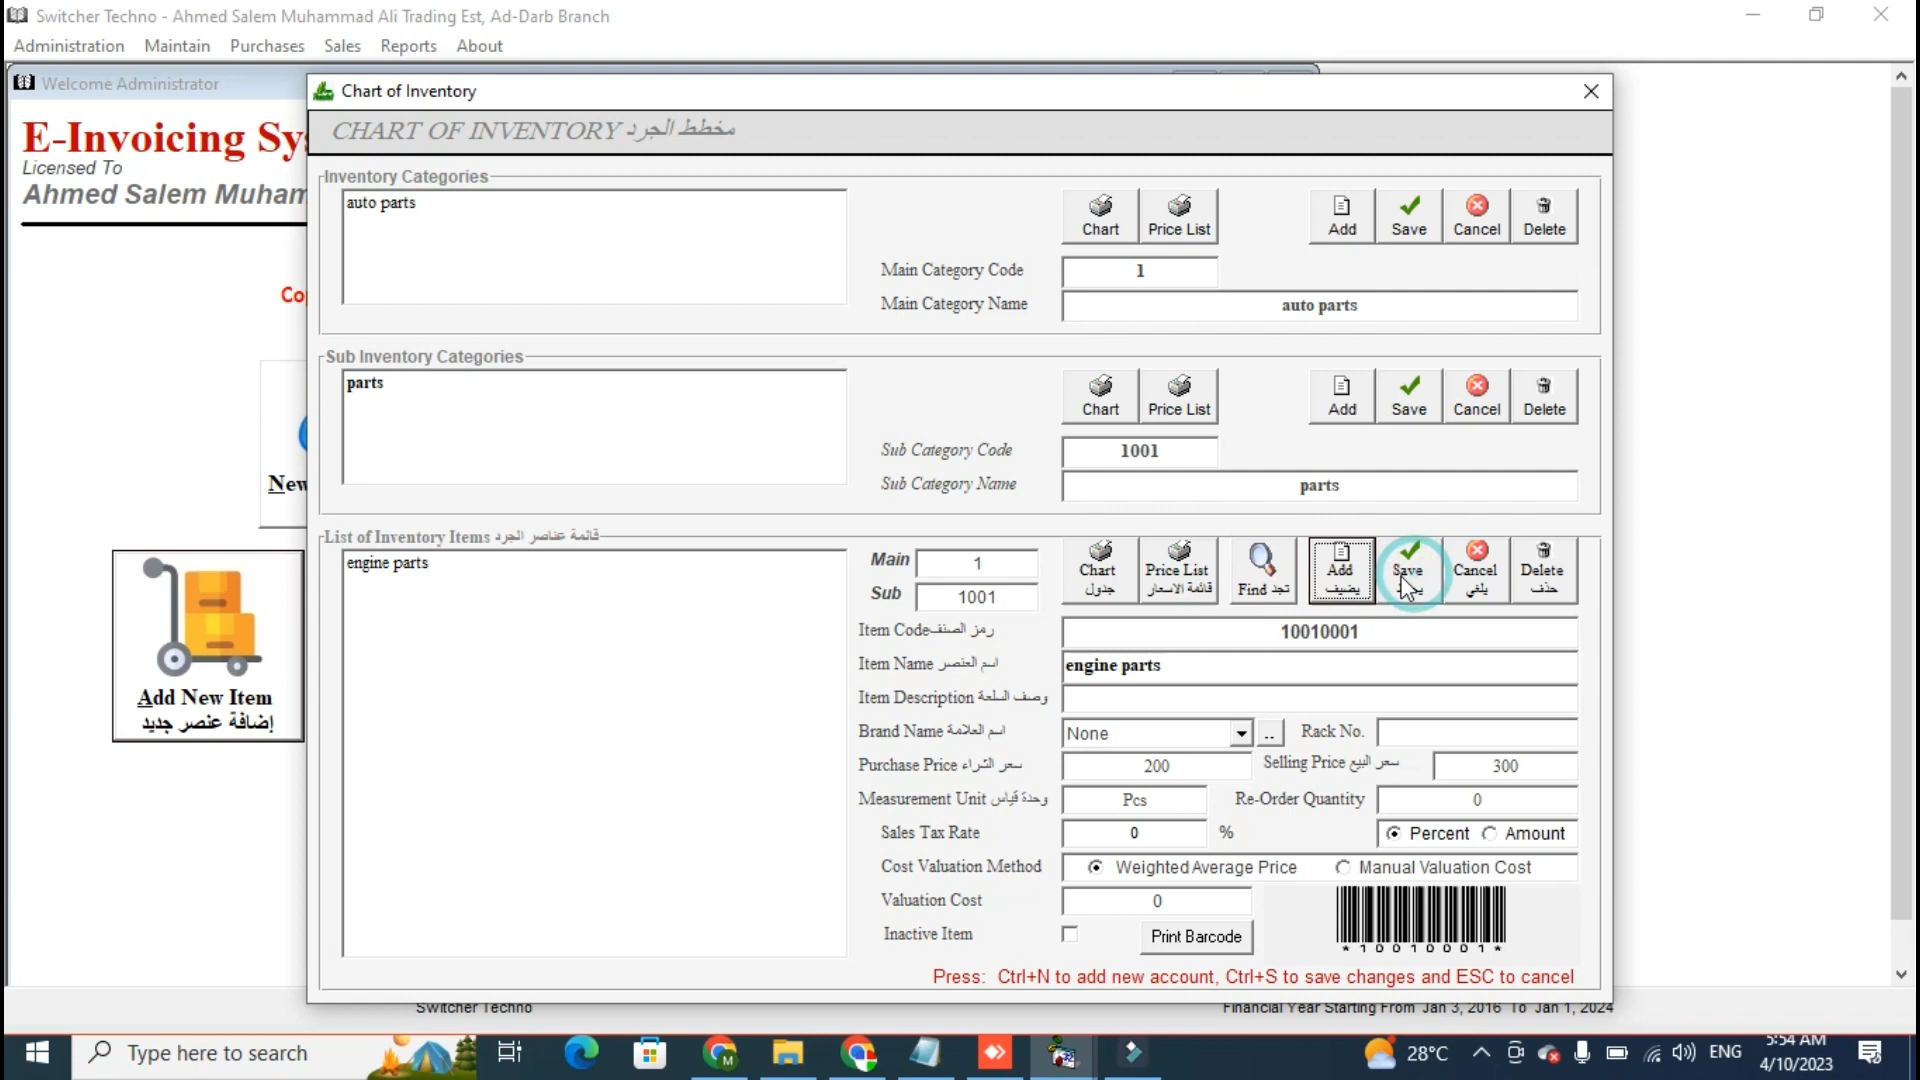 Switcher Techno - Ahmed Salem Muhammad Ali Trading Est, Ad-Darb Branch
Administration Maintain Purchases Sales Reports About
Welcome Administrator
E-Invoicing Sy
Licensed To
Ahmed Salem Muham
Co
New
Add New Item
إضافة عنصر جديد
Chart of Inventory
CHART OF INVENTORY مخطط الجرد
Inventory Categories
auto parts
Chart Price List Add Save Cancel Delete
Main Category Code 1
Main Category Name auto parts
Sub Inventory Categories
parts
Chart Price List Add Save Cancel Delete
Sub Category Code 1001
Sub Category Name parts
List of Inventory Items قائمة عناصر الجرد
engine parts
Main 1
Sub 1001
Chart Price List Find تجد Add Save Cancel Delete
جدول قائمة الاسعار يضيف يلغي حذف
Item Code رمز الصنف 10010001
Item Name اسم العنصر engine parts
Item Description وصف السلعة
Brand Name اسم العلامة None .. Rack No.
Purchase Price سعر الشراء 200 Selling Price سعر البيع 300
Measurement Unit وحدة قياس Pcs Re-Order Quantity 0
Sales Tax Rate 0 % Percent Amount
Cost Valuation Method Weighted Average Price Manual Valuation Cost
Valuation Cost 0
Inactive Item Print Barcode
*10010001*
Press: Ctrl+N to add new account, Ctrl+S to save changes and ESC to cancel
Switcher Techno Financial Year Starting From Jan 3, 2016 To Jan 1, 2024
Type here to search 28°C ENG 5:54 AM
4/10/2023